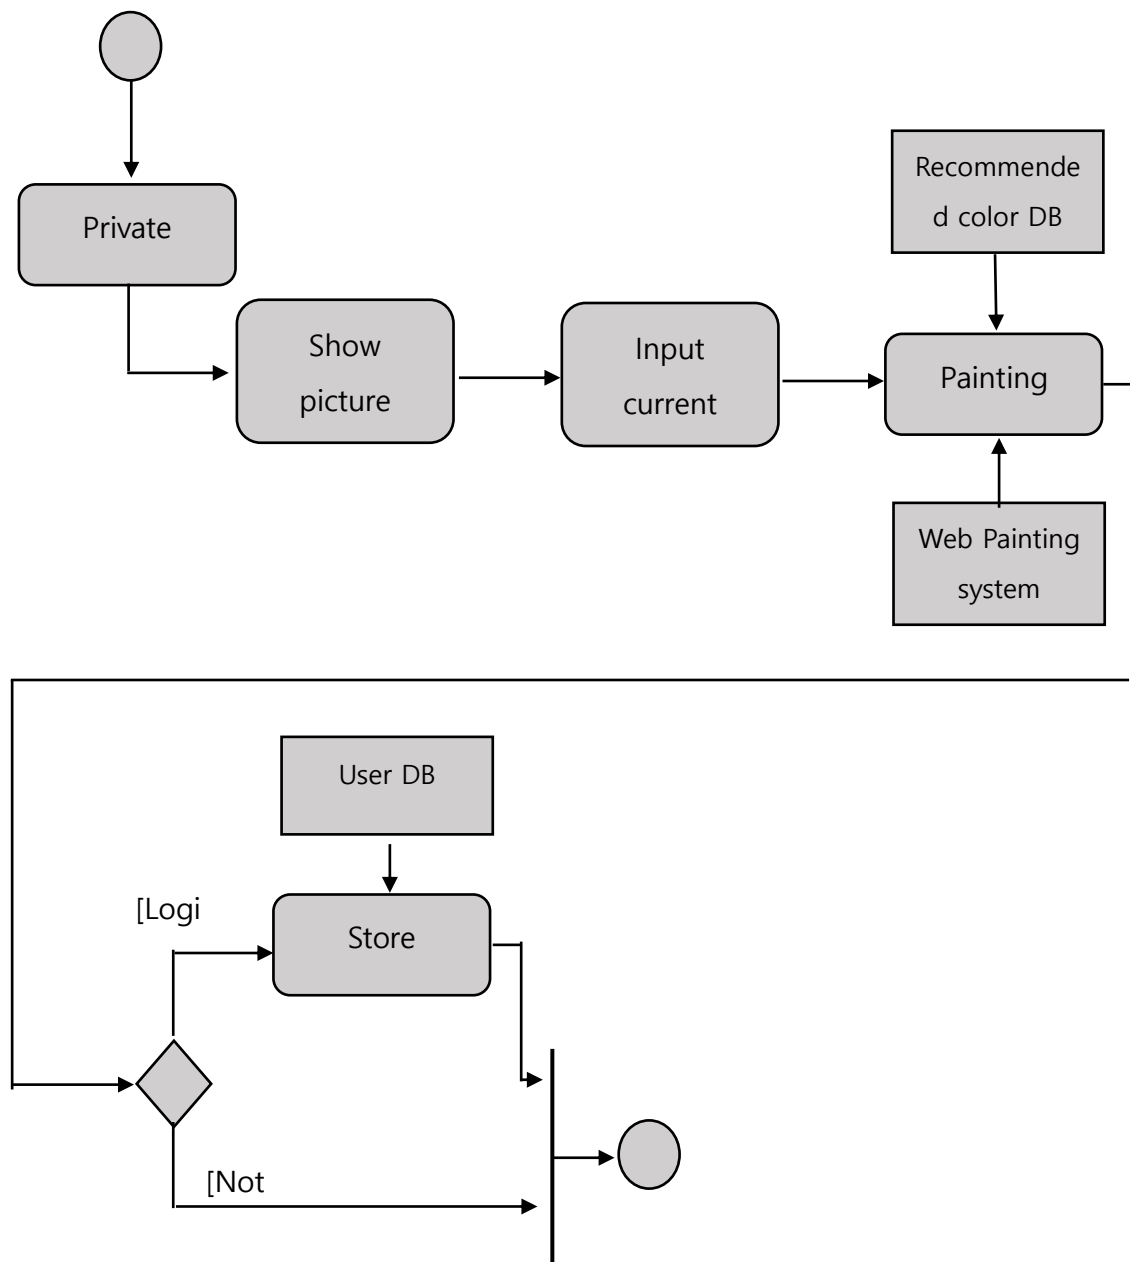 Private
Recommende
d color DB
Show
picture
Input
current
Painting
Web Painting
system
User DB
[Logi
Store
[Not